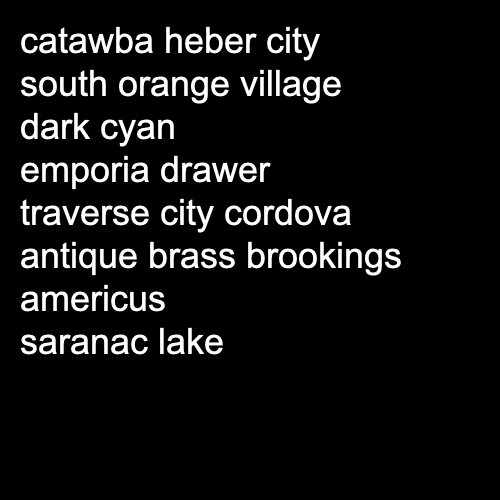 catawba heber city
south orange village
dark cyan
emporia drawer
traverse city cordova
antique brass brookings
americus
saranac lake